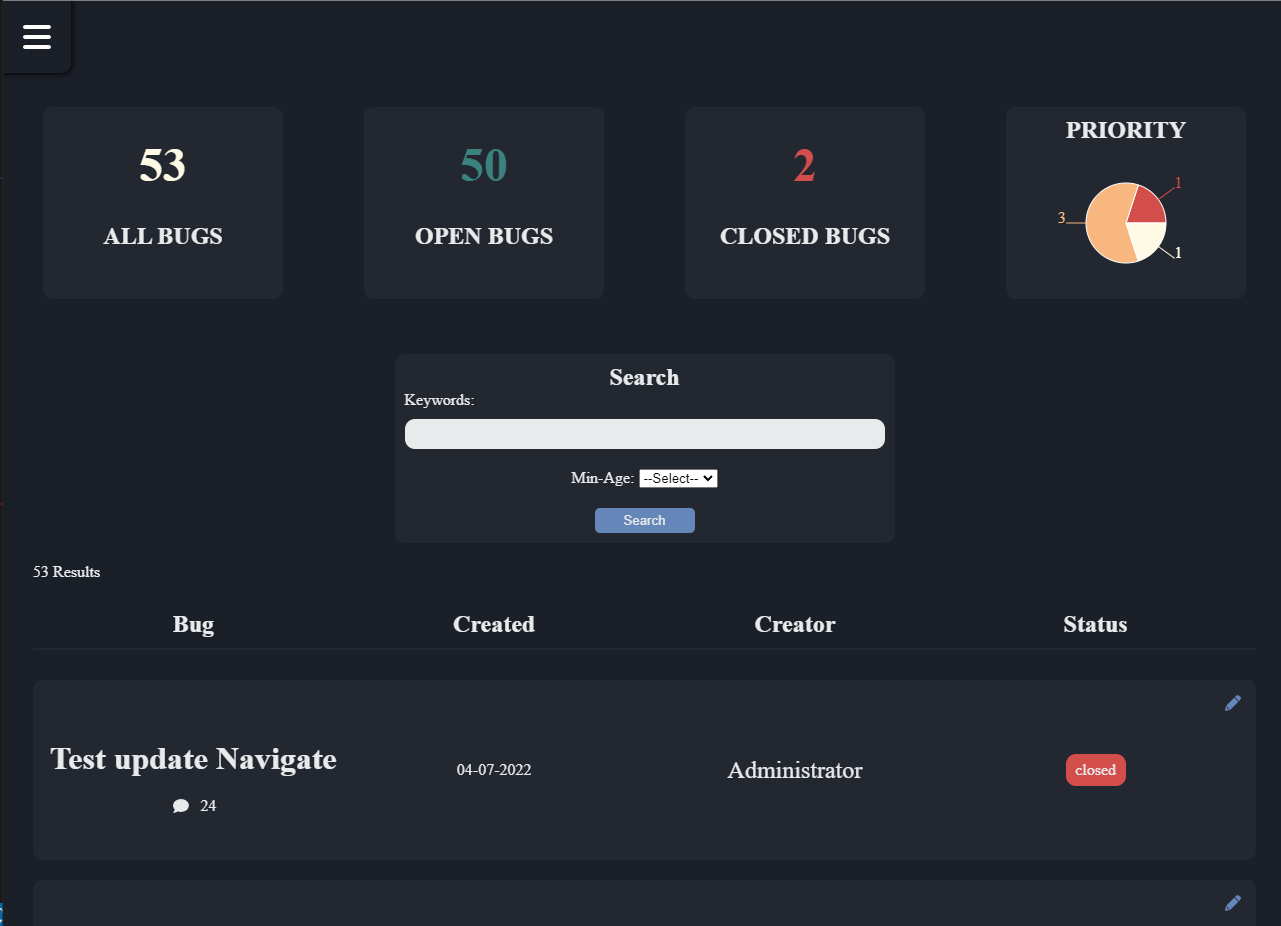 53
ALL BUGS
50
OPEN BUGS
2
CLOSED BUGS
PRIORITY
1
3
1
Search
Keywords:
Min-Age: --Select--
Search
53 Results
Bug Created Creator Status
Test update Navigate 04-07-2022 Administrator closed
24